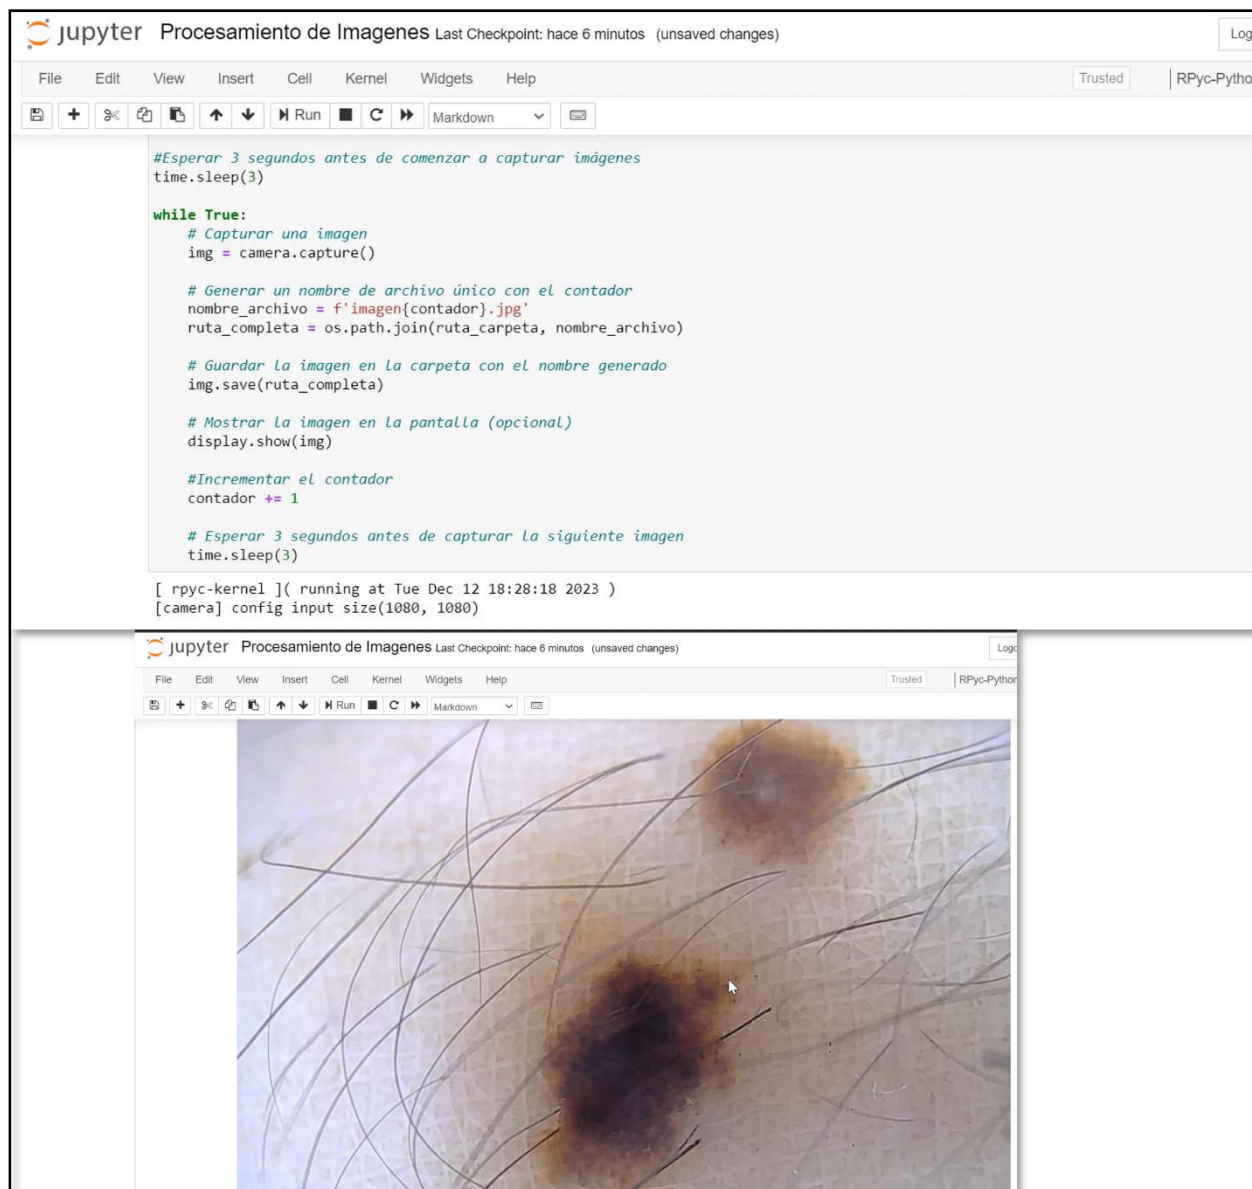 jupyter Procesamiento de Imagenes Last Checkpoint: hace 6 minutos (unsaved changes)
File Edit View Insert Cell Kernel Widgets Help Trusted
Run Markdown
#Esperar 3 segundos antes de comenzar a capturar imágenes
time.sleep(3)
while True:
# Capturar una imagen
img = camera.capture()
# Generar un nombre de archivo único con el contador
nombre_archivo = f'imagen{contador}.jpg'
ruta_completa = os.path.join(ruta_carpeta, nombre_archivo)
# Guardar la imagen en la carpeta con el nombre generado
img.save(ruta_completa)
# Mostrar la imagen en la pantalla (opcional)
display.show(img)
#Incrementar el contador
contador += 1
# Esperar 3 segundos antes de capturar la siguiente imagen
time.sleep(3)
[ rpyc-kernel ]( running at Tue Dec 12 18:28:18 2023 )
[camera] config input size(1080, 1080)
jupyter Procesamiento de Imagenes Last Checkpoint: hace 6 minutos (unsaved changes)
File Edit View Insert Cell Kernel Widgets Help Trusted RPyc-Python
Run Markdown